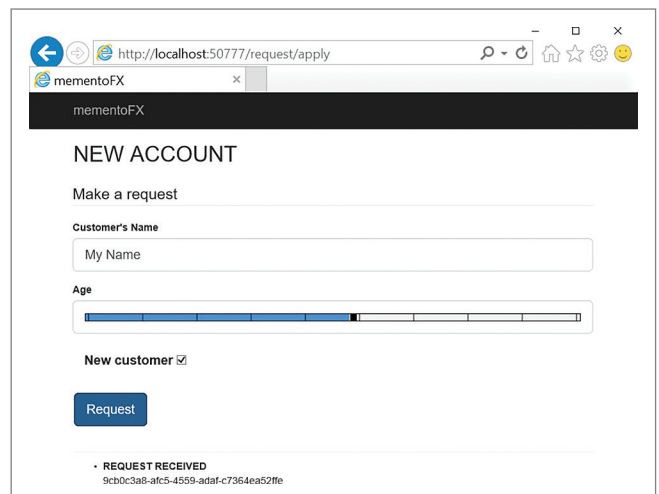 http://localhost:50777/request/apply
mementoFX
mementoFX
NEW ACCOUNT
Make a request
Customer's Name
My Name
Age
New customer
Request
REQUEST RECEIVED
9cb0c3a8-afc5-4559-adaf-c7364ea52ffe